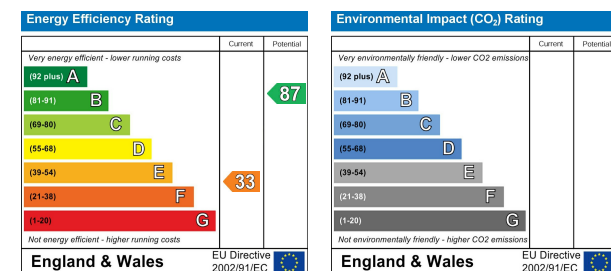 Energy Efficiency Rating
Current Potential
Very energy efficient - lower running costs
(92 plus) A
(81-91) B
87
(69-80) C
(55-68) D
(39-54) E
33
(21-38) F
(1-20) G
Not energy efficient - higher running costs
England & Wales
EU Directive
2002/91/EC
Environmental Impact (CO₂) Rating
Current Potential
Very environmentally friendly - lower CO2 emissions
(92 plus) A
(81-91) B
(69-80) C
(55-68) D
(39-54) E
(21-38) F
(1-20) G
Not environmentally friendly - higher CO2 emissions
England & Wales
EU Directive
2002/91/EC